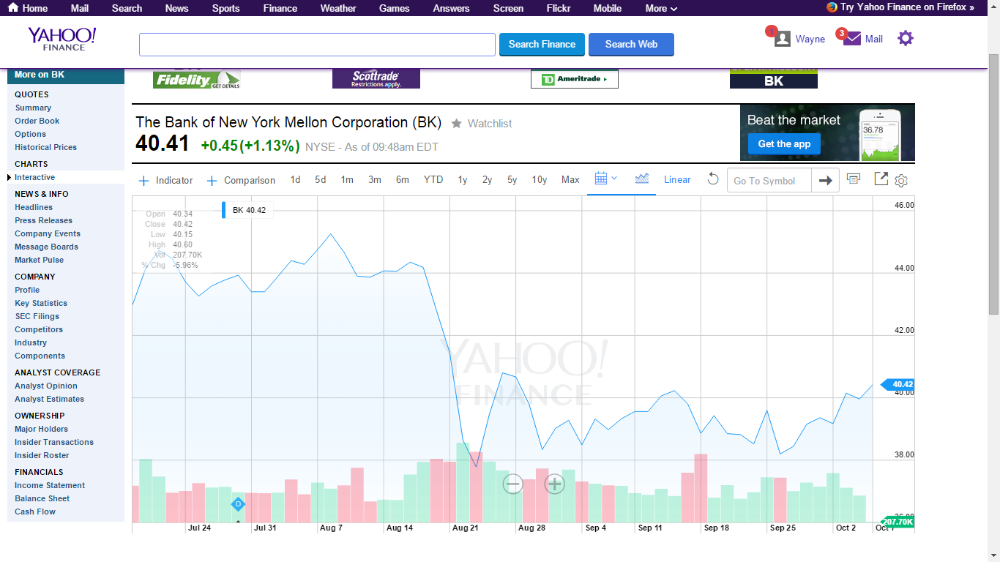 Home Mail Search News Sports Finance Weather Games Answers Screen Flickr Mobile More Try Yahoo Finance on Firefox »
YAHOO!
FINANCE
Search Finance Search Web 1 Wayne 3 Mail
More on BK
Fidelity GET DETAILS
Scottrade
Restrictions apply.
TD Ameritrade
OPEN AN ACCOUNT
BK
QUOTES
Summary
Order Book
Options
Historical Prices
CHARTS
Interactive
NEWS & INFO
Headlines
Press Releases
Company Events
Message Boards
Market Pulse
COMPANY
Profile
Key Statistics
SEC Filings
Competitors
Industry
Components
ANALYST COVERAGE
Analyst Opinion
Analyst Estimates
OWNERSHIP
Major Holders
Insider Transactions
Insider Roster
FINANCIALS
Income Statement
Balance Sheet
Cash Flow
The Bank of New York Mellon Corporation (BK) Watchlist
40.41 +0.45(+1.13%) NYSE - As of 09:48am EDT
Beat the market
Get the app
36.78
Indicator Comparison 1d 5d 1m 3m 6m YTD 1y 2y 5y 10y Max Linear Go To Symbol
Open 40.34
Close 40.42
Low 40.15
High 40.60
Vol 207.70K
% Chg -5.96%
BK 40.42
46.00
44.00
42.00
40.42
40.00
38.00
207.70K
YAHOO!
FINANCE
D
Jul 24 Jul 31 Aug 7 Aug 14 Aug 21 Aug 28 Sep 4 Sep 11 Sep 18 Sep 25 Oct 2 Oct 7